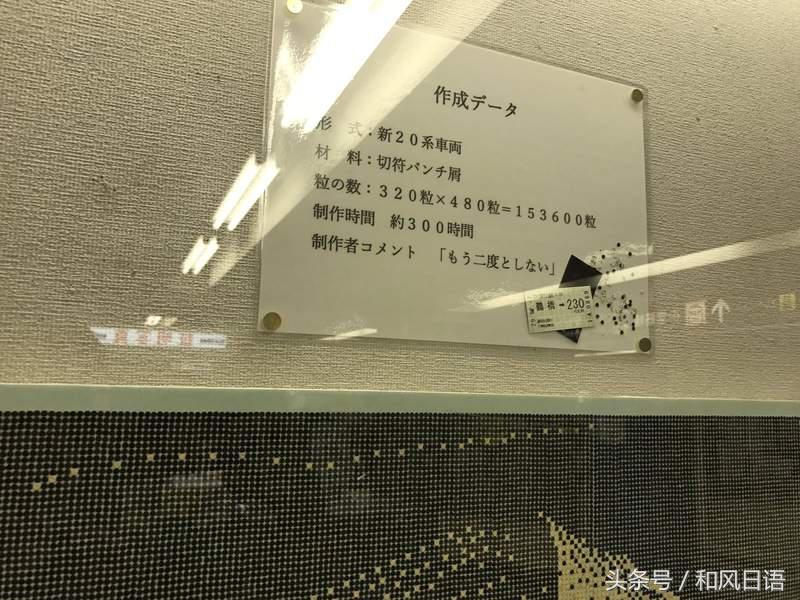 作成データ
形　式：新２０系車両
材　料：切符パンチ屑
粒の数：３２０粒×４８０粒＝１５３６００粒
制作時間　約３００時間
制作者コメント　「もう二度としない」
鶴橋→230
头条号 / 和风日语